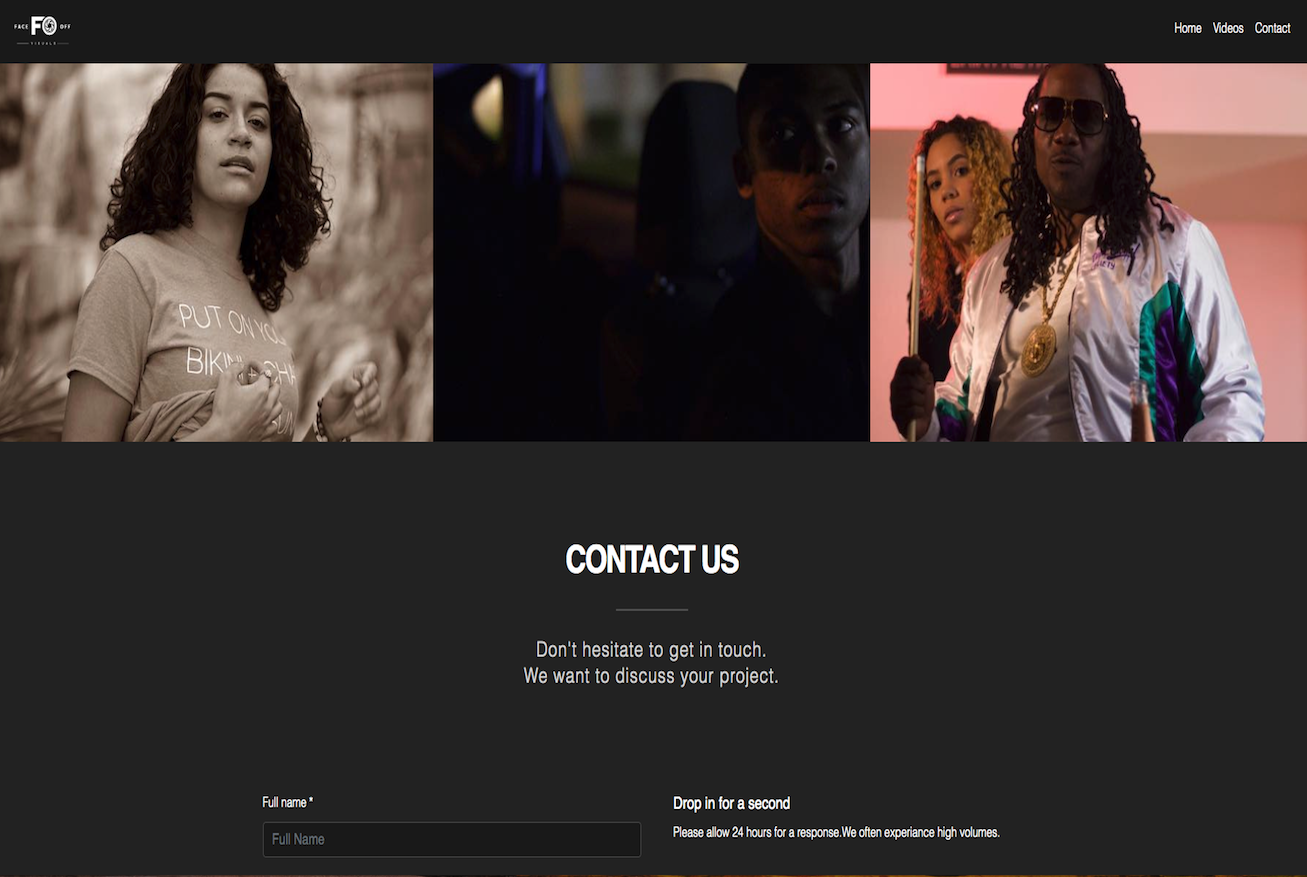 FACE FO OFF
VISUALS
Home Videos Contact
PUT ON YOU
BIKINI + CHA
CONTACT US
Don't hesitate to get in touch.
We want to discuss your project.
Full name *
Full Name
Drop in for a second
Please allow 24 hours for a response.We often experiance high volumes.